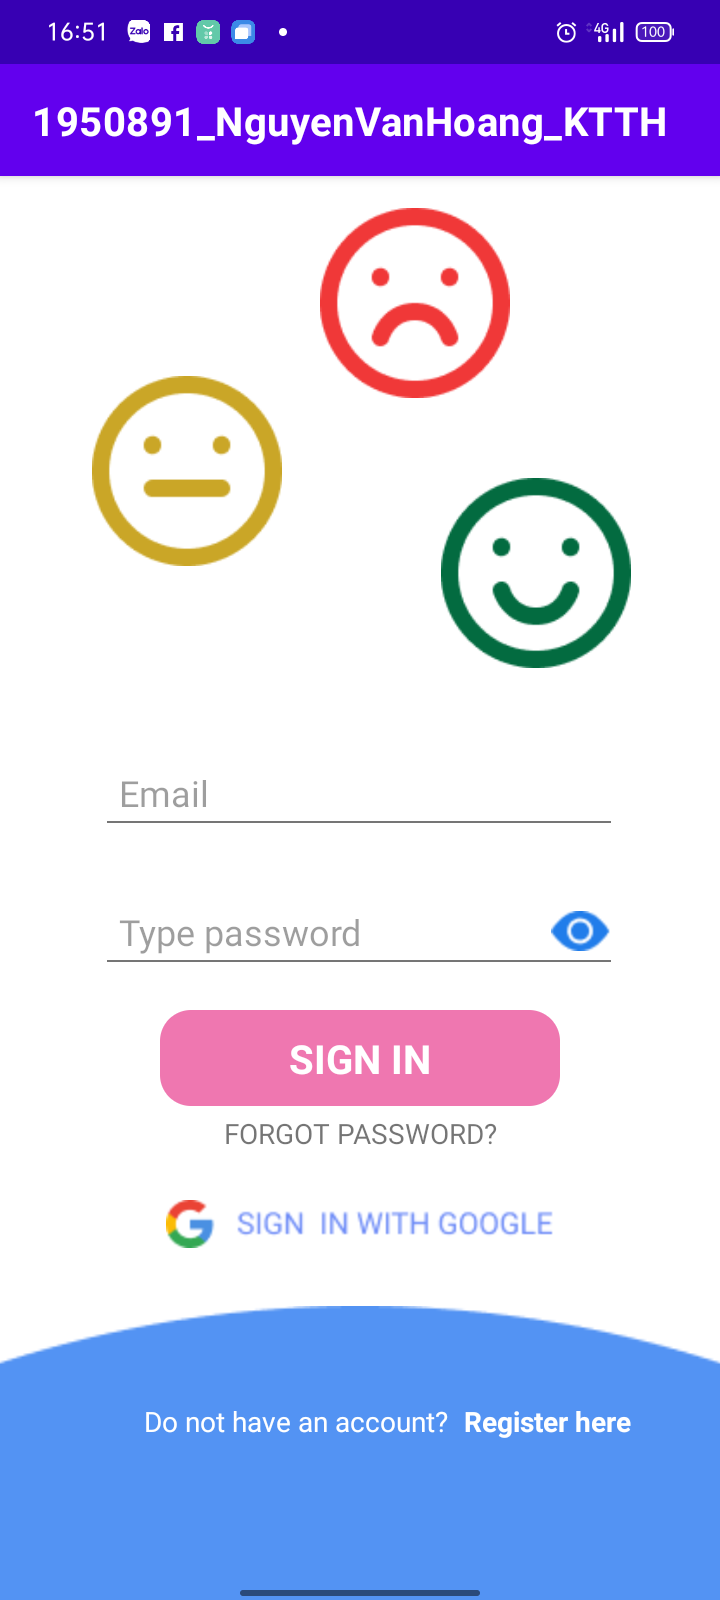 16:51 Zalo 4G 100
1950891_NguyenVanHoang_KTTH
Email
Type password
SIGN IN
FORGOT PASSWORD?
SIGN  IN WITH GOOGLE
Do not have an account? Register here